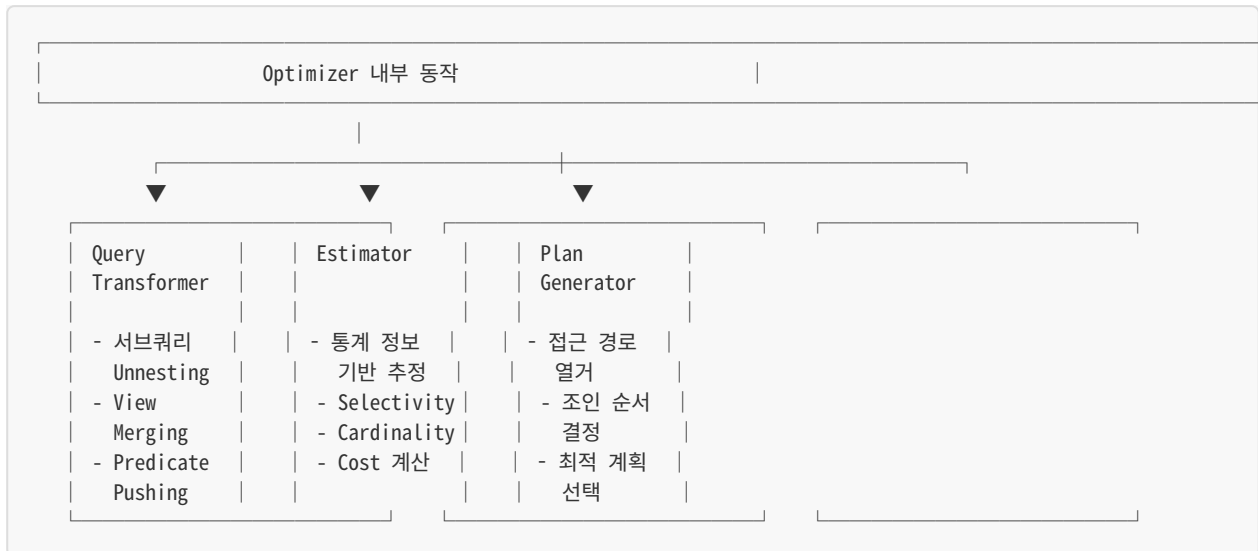 Optimizer 내부 동작
Query Estimator Plan
Transformer Generator
- 서브쿼리 - 통계 정보 - 접근 경로
Unnesting 기반 추정 열거
- View - Selectivity - 조인 순서
Merging - Cardinality 결정
- Predicate - Cost 계산 - 최적 계획
Pushing 선택